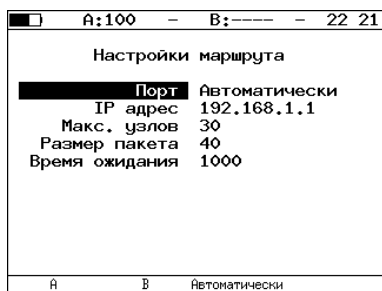 A:100 – B:---- – 22 21
Настройки маршрута
Порт Автоматически
IP адрес 192.168.1.1
Макс. узлов 30
Размер пакета 40
Время ожидания 1000
A B Автоматически